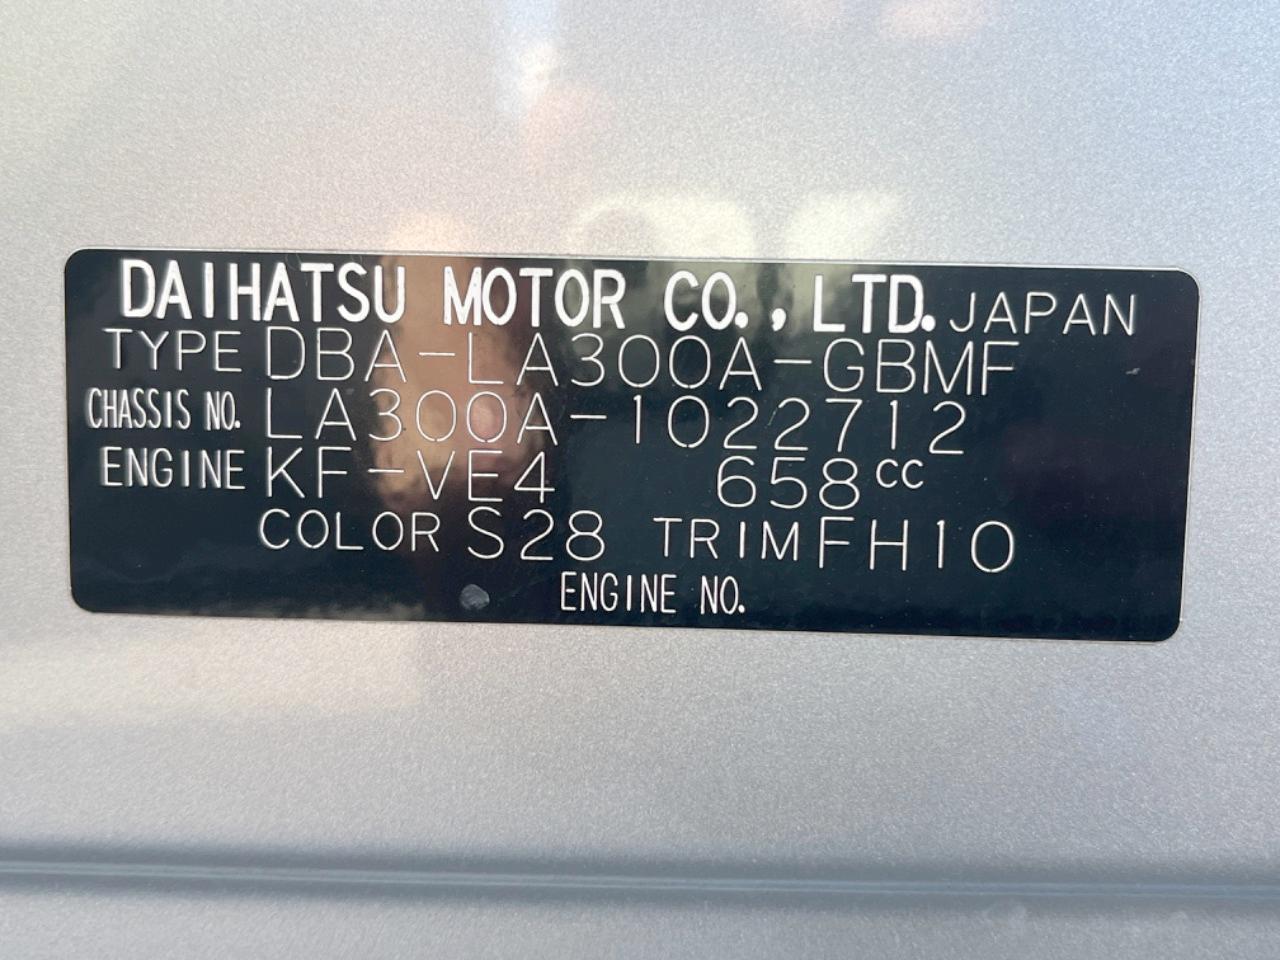 DAIHATSU MOTOR CO., LTD. JAPAN
TYPE DBA-LA300A-GBMF
CHASSIS NO. LA300A-1022712
ENGINE KF-VE4 658cc
COLOR S28 TRIM FH10
ENGINE NO.